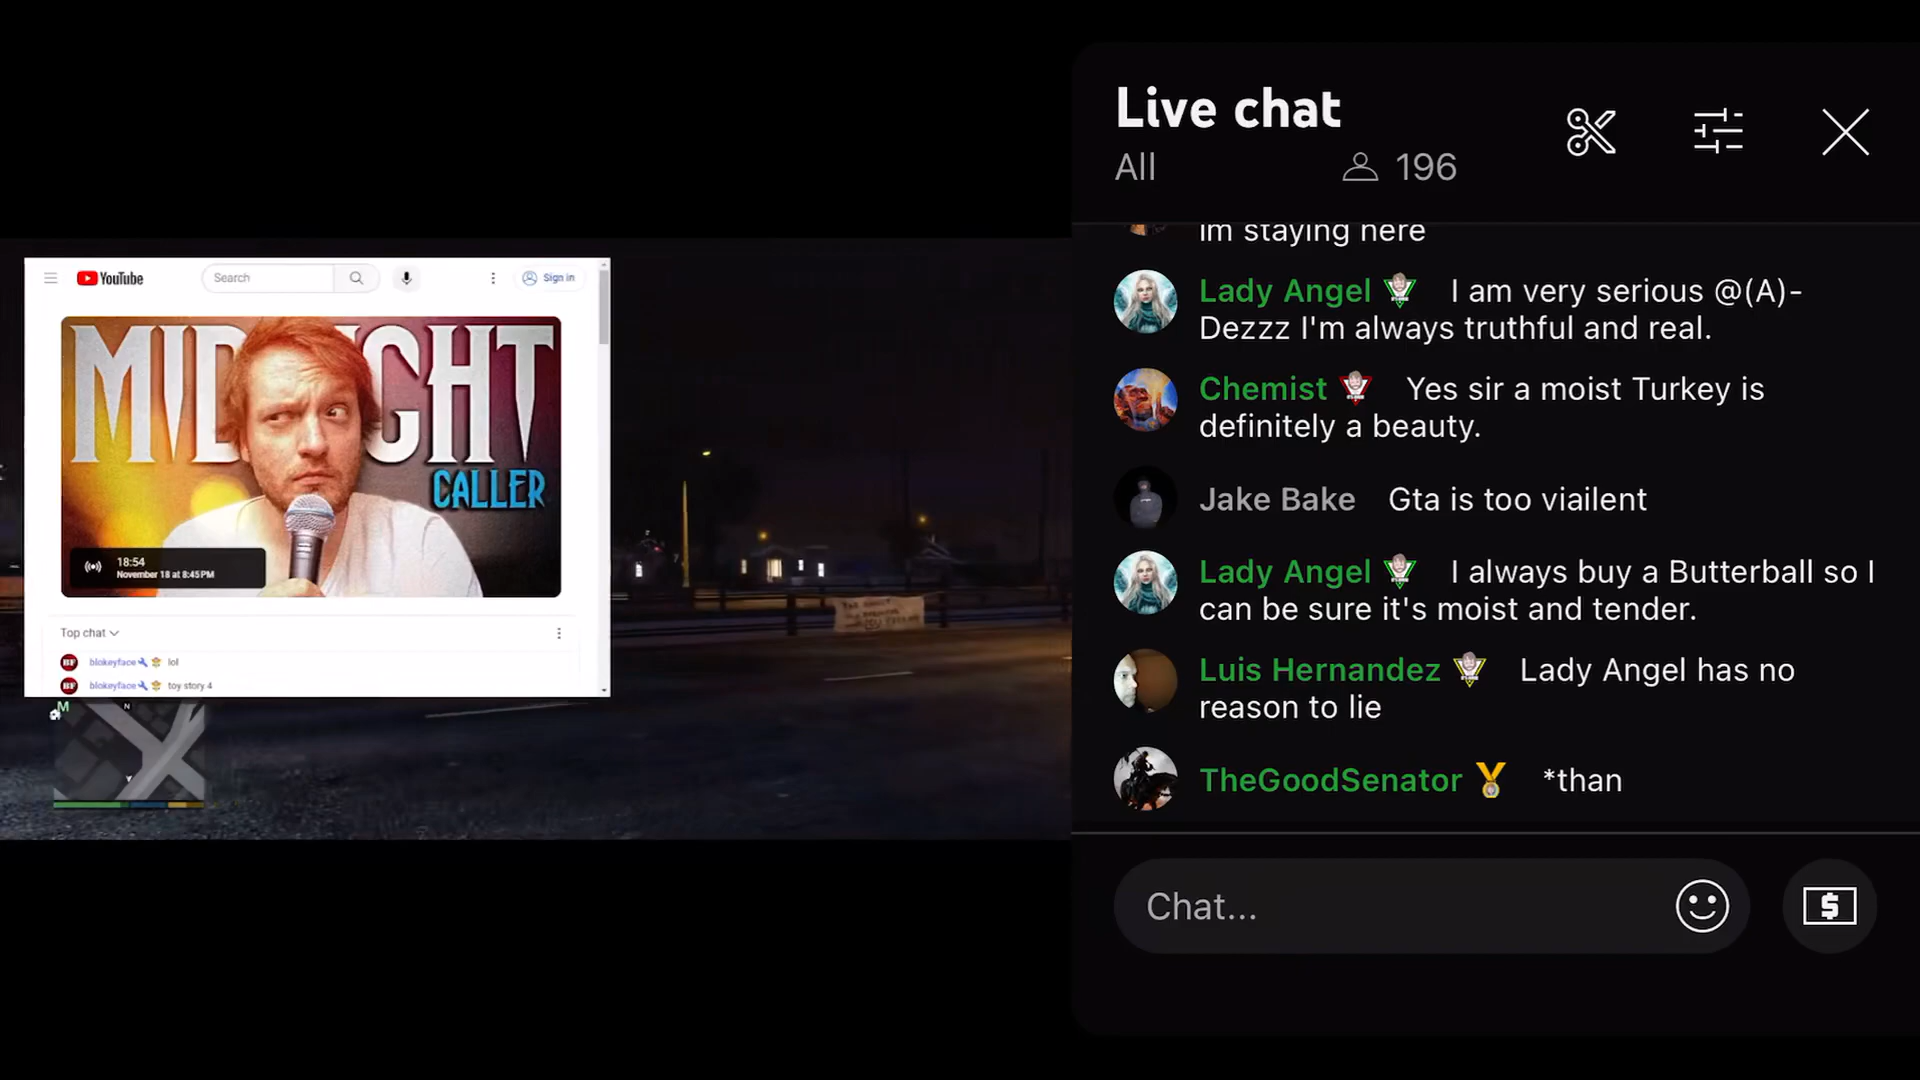 YouTube
Search
Sign in
MIDNIGHT
CALLER
18:54
November 18 at 8:45 PM
Top chat
BF blokeyface lol
BF blokeyface toy story 4
M
N
Live chat
All
196
im staying here
Lady Angel I am very serious @(A)-
Dezzz I'm always truthful and real.
Chemist Yes sir a moist Turkey is
definitely a beauty.
Jake Bake Gta is too viailent
Lady Angel I always buy a Butterball so I
can be sure it's moist and tender.
Luis Hernandez Lady Angel has no
reason to lie
TheGoodSenator *than
Chat...